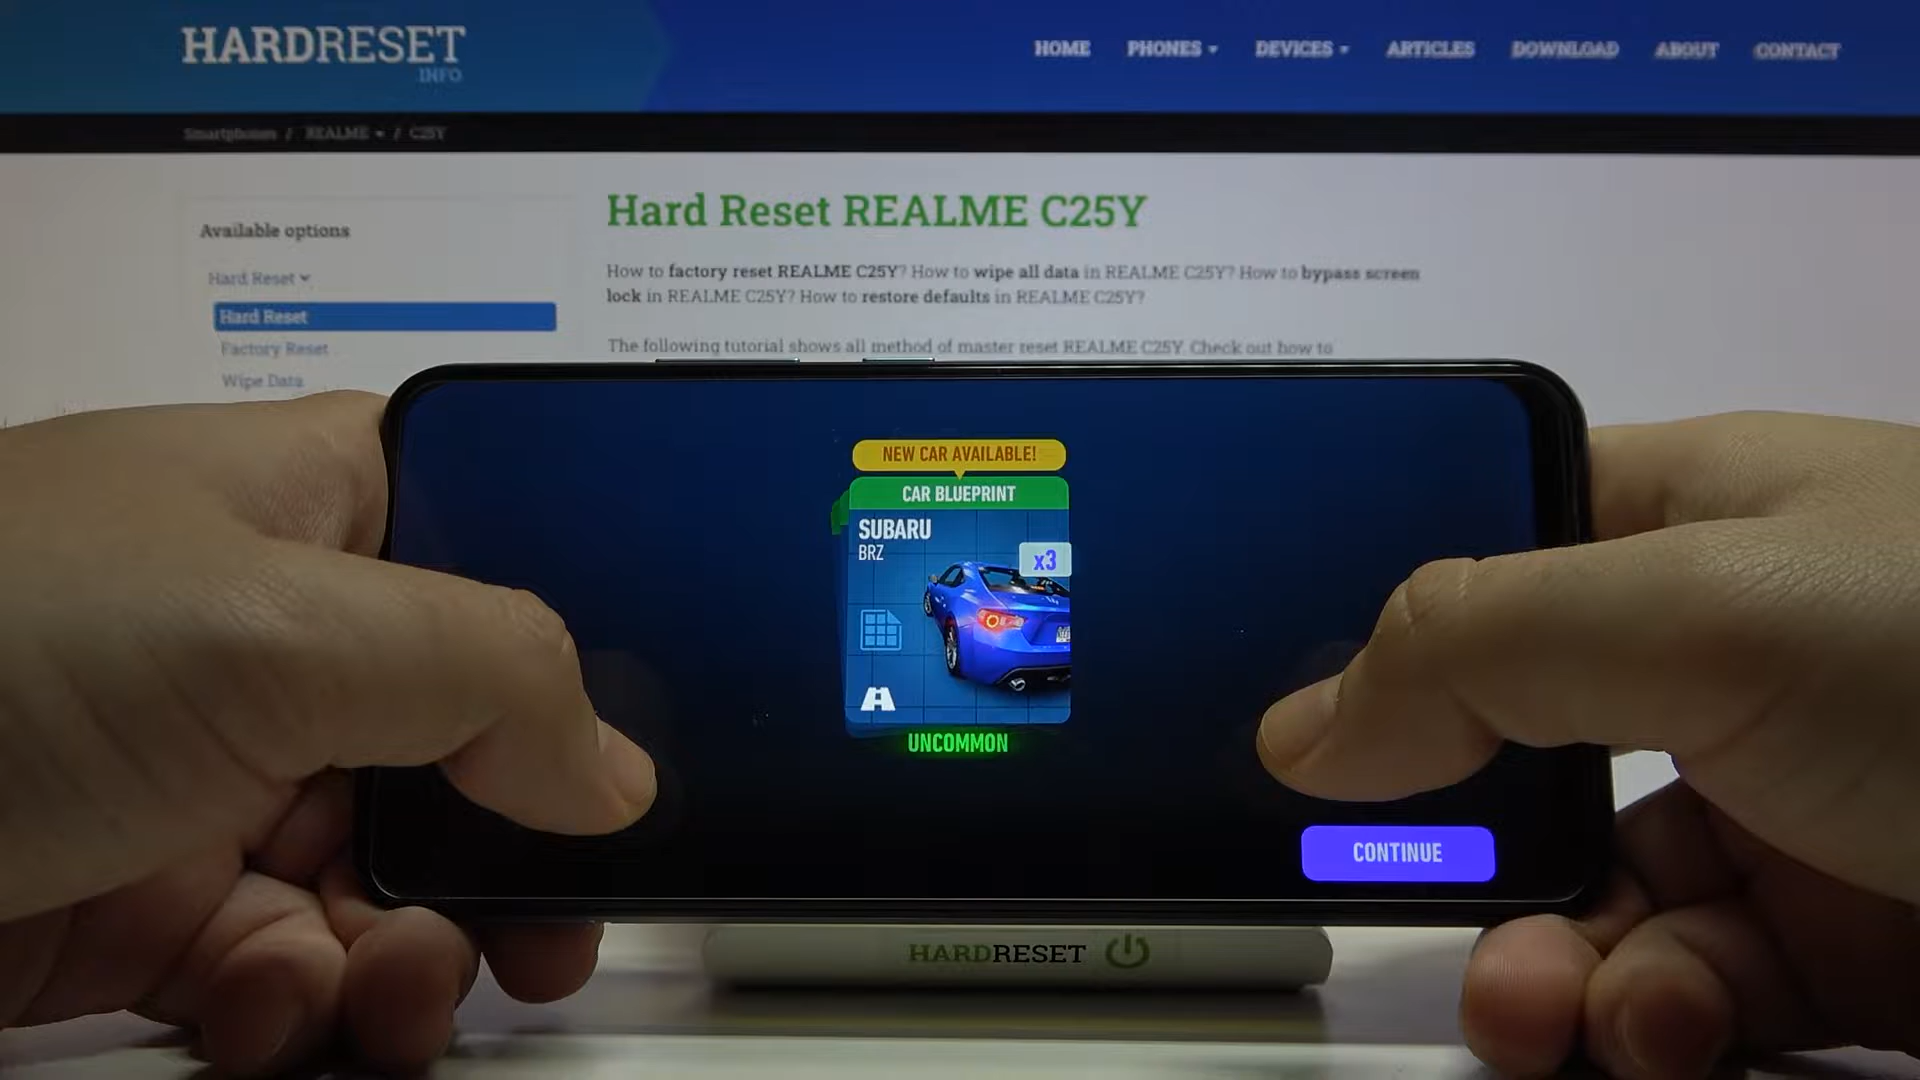 HARDRESET
INFO
HOME PHONES DEVICES ARTICLES DOWNLOAD ABOUT CONTACT
Smartphones / REALME / C25Y
Available options
Hard Reset
Hard Reset
Factory Reset
Wipe Data
Hard Reset REALME C25Y
How to factory reset REALME C25Y? How to wipe all data in REALME C25Y? How to bypass screen
lock in REALME C25Y? How to restore defaults in REALME C25Y?
The following tutorial shows all method of master reset REALME C25Y. Check out how to
NEW CAR AVAILABLE!
CAR BLUEPRINT
SUBARU
BRZ
x3
UNCOMMON
CONTINUE
HARDRESET